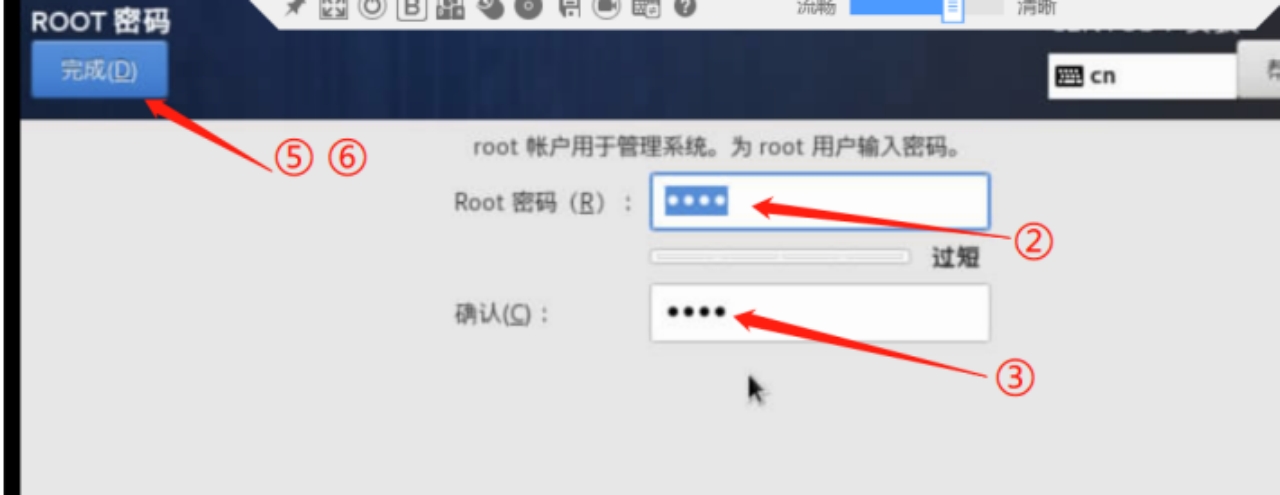 ROOT 密码
流畅
清晰
完成(D)
cn
⑤ ⑥
root 帐户用于管理系统。为 root 用户输入密码。
Root 密码（R）：
②
过短
确认(C)：
③